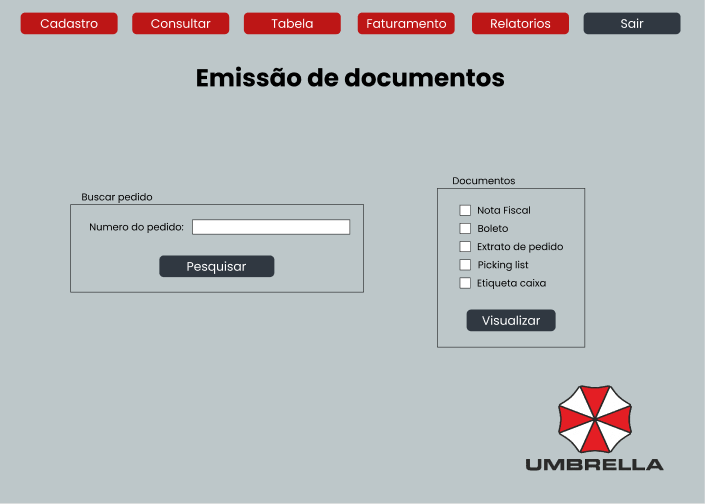 Cadastro
Consultar
Tabela
Faturamento
Relatorios
Sair
Emissão de documentos
Buscar pedido
Numero do pedido:
Pesquisar
Documentos
Nota Fiscal
Boleto
Extrato de pedido
Picking list
Etiqueta caixa
Visualizar
UMBRELLA